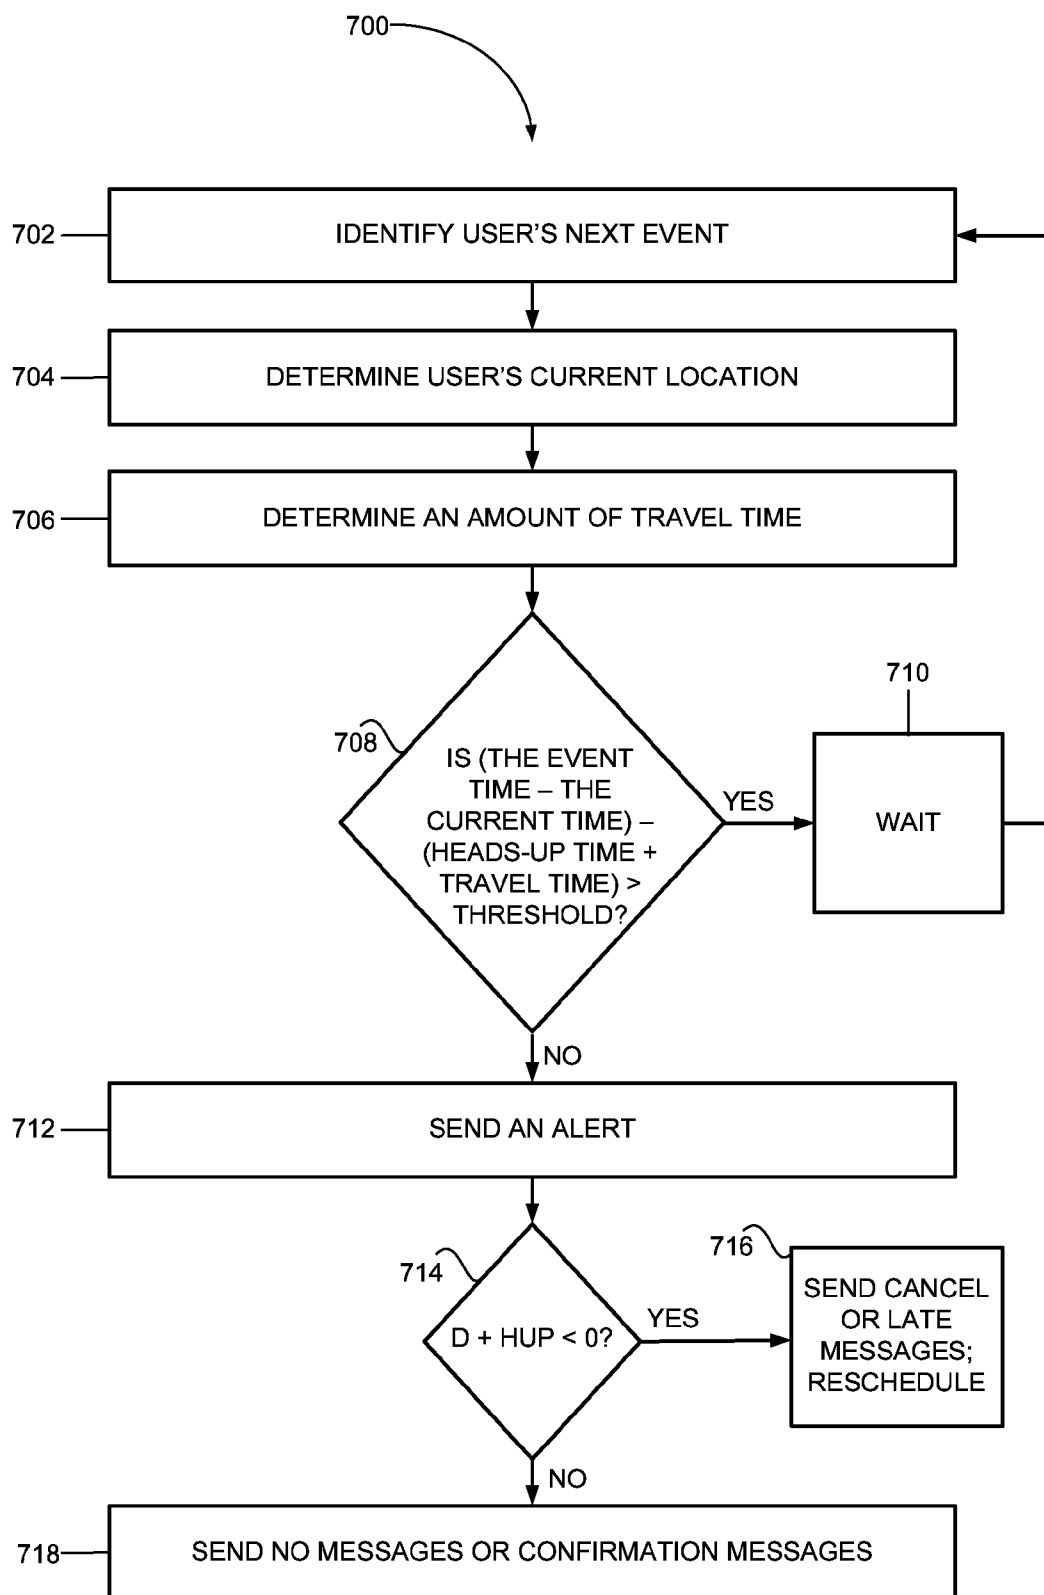 700
702
IDENTIFY USER'S NEXT EVENT
704
DETERMINE USER'S CURRENT LOCATION
706
DETERMINE AN AMOUNT OF TRAVEL TIME
710
708
IS (THE EVENT
TIME – THE
CURRENT TIME) –
(HEADS-UP TIME +
TRAVEL TIME) >
THRESHOLD?
YES
WAIT
NO
712
SEND AN ALERT
714
D + HUP < 0?
YES
716
SEND CANCEL
OR LATE
MESSAGES;
RESCHEDULE
NO
718
SEND NO MESSAGES OR CONFIRMATION MESSAGES